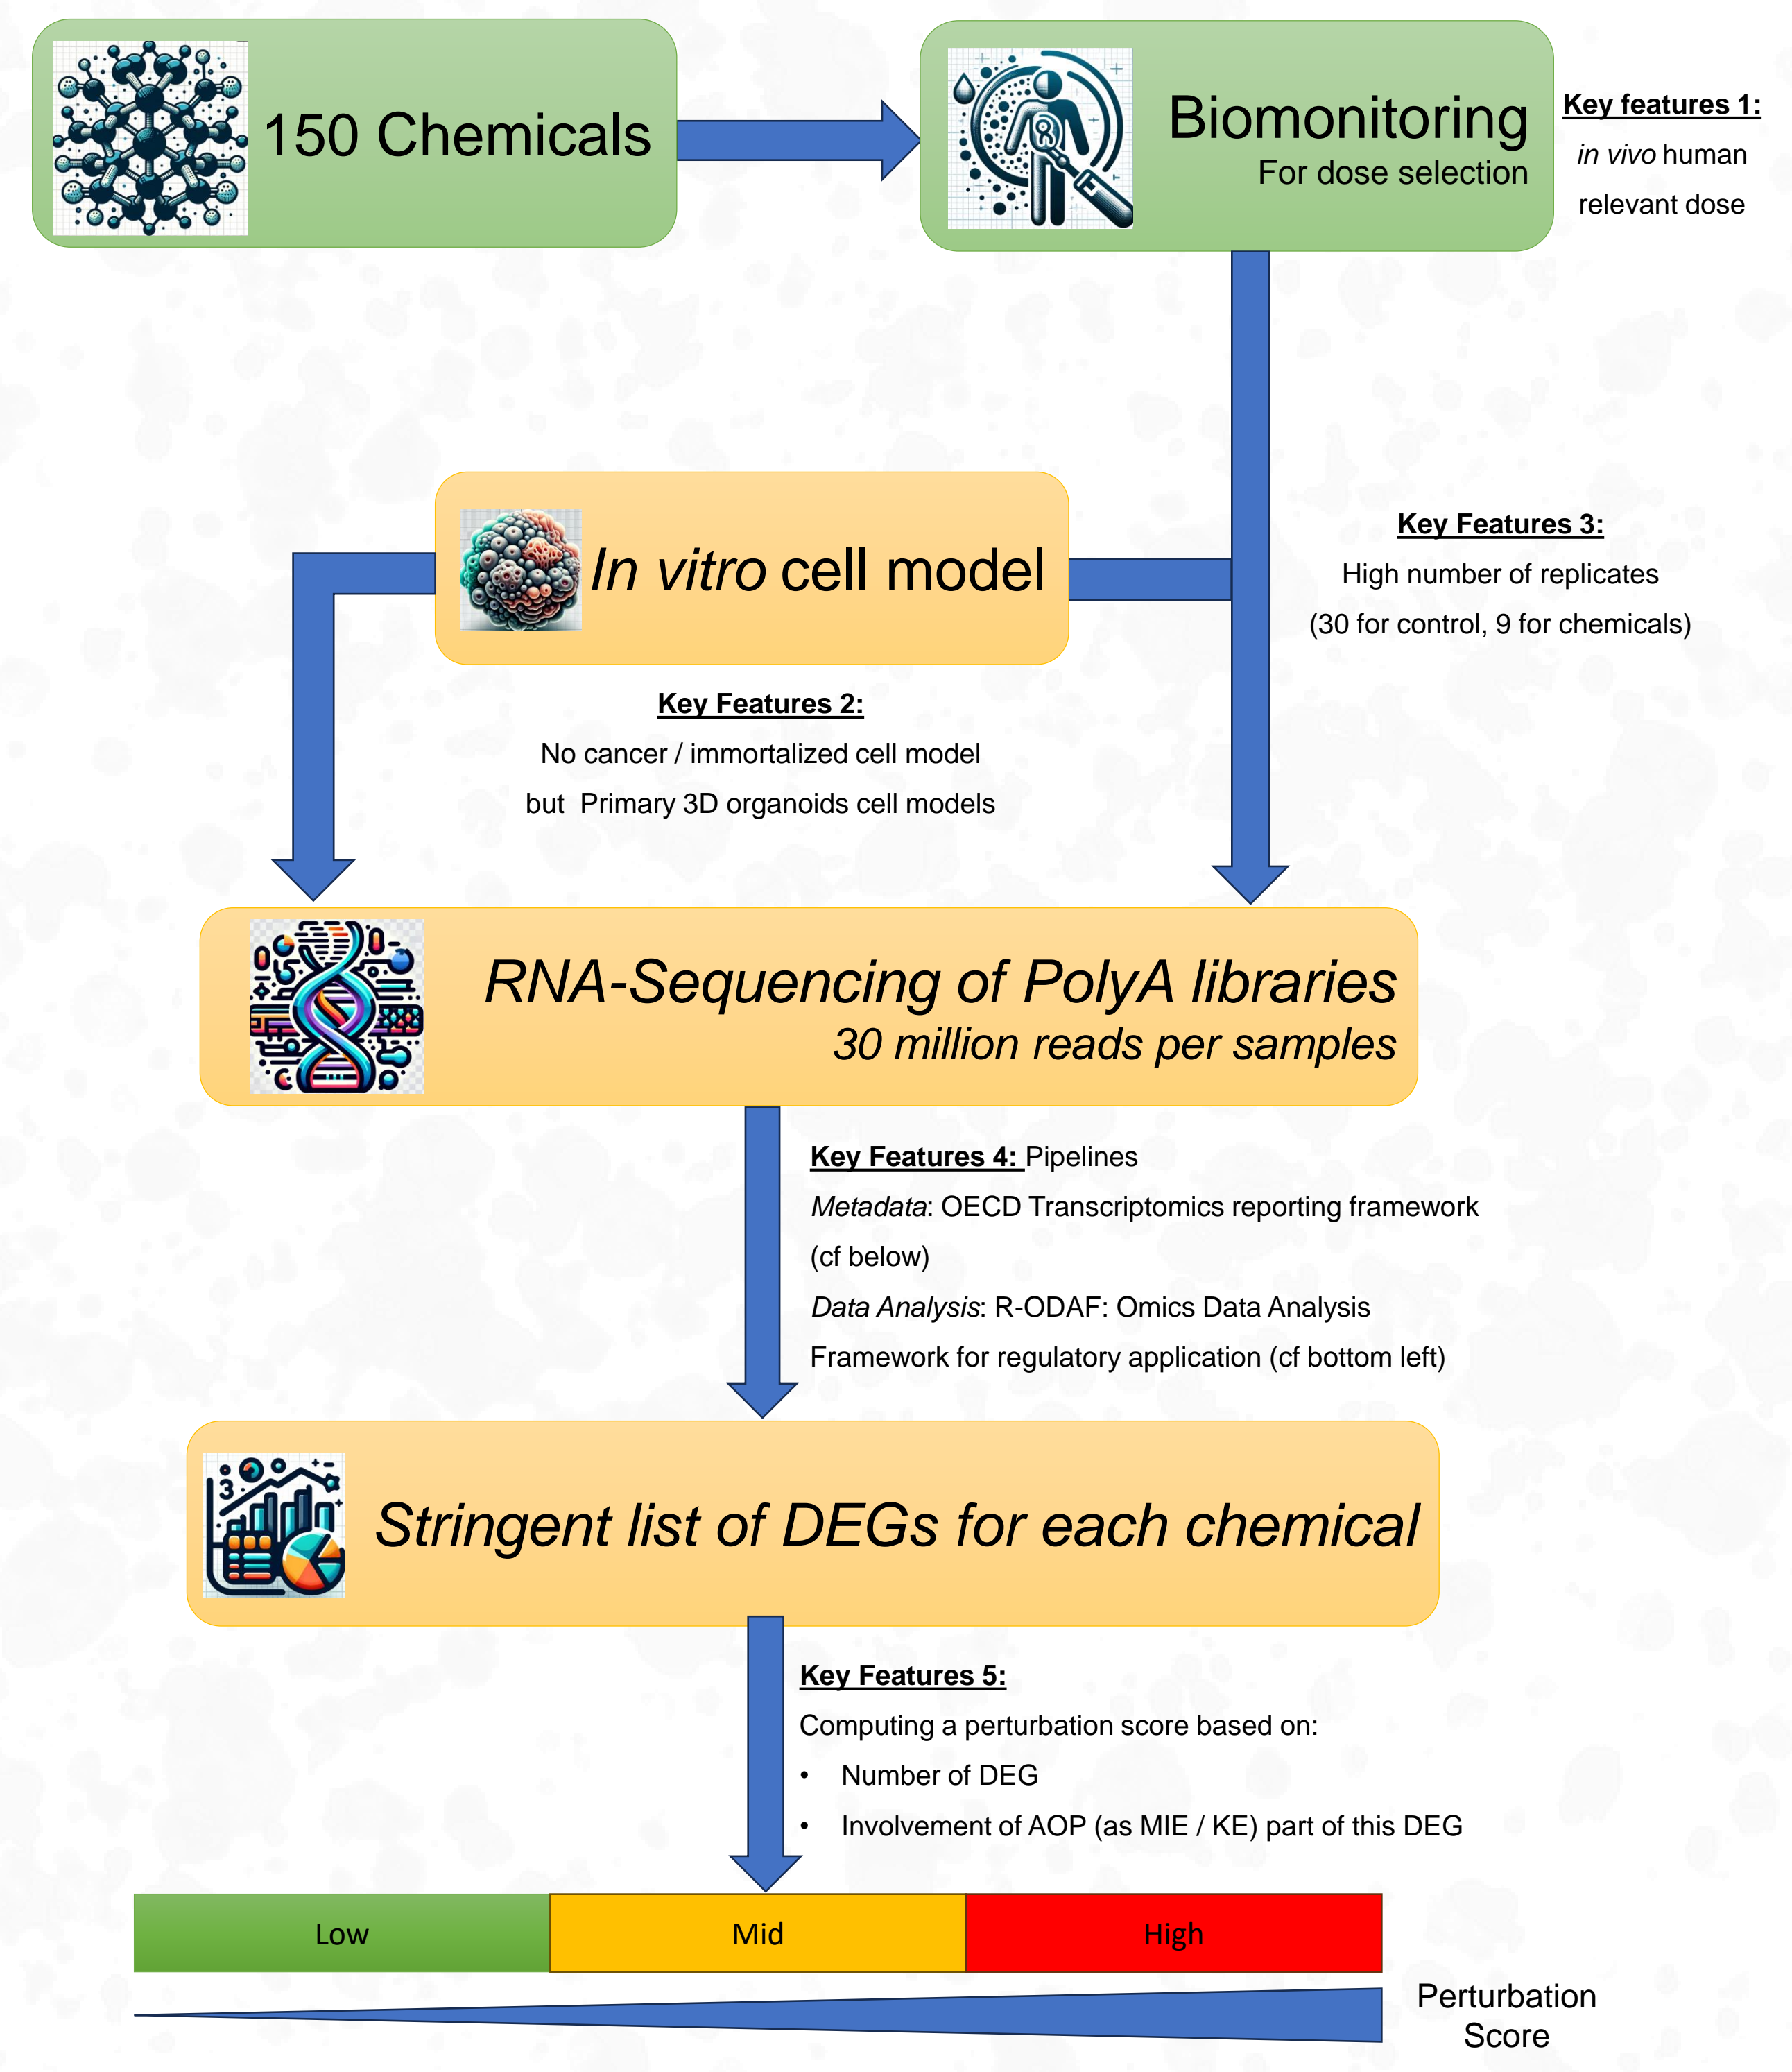 150 Chemicals
Biomonitoring
For dose selection
Key features 1:
in vivo human
relevant dose
In vitro cell model
Key Features 3:
High number of replicates
(30 for control, 9 for chemicals)
Key Features 2:
No cancer / immortalized cell model
but Primary 3D organoids cell models
RNA-Sequencing of PolyA libraries
30 million reads per samples
Key Features 4: Pipelines
Metadata: OECD Transcriptomics reporting framework
(cf below)
Data Analysis: R-ODAF: Omics Data Analysis
Framework for regulatory application (cf bottom left)
3
Stringent list of DEGs for each chemical
Key Features 5:
Computing a perturbation score based on:
• Number of DEG
• Involvement of AOP (as MIE / KE) part of this DEG
Low
Mid
High
Perturbation
Score